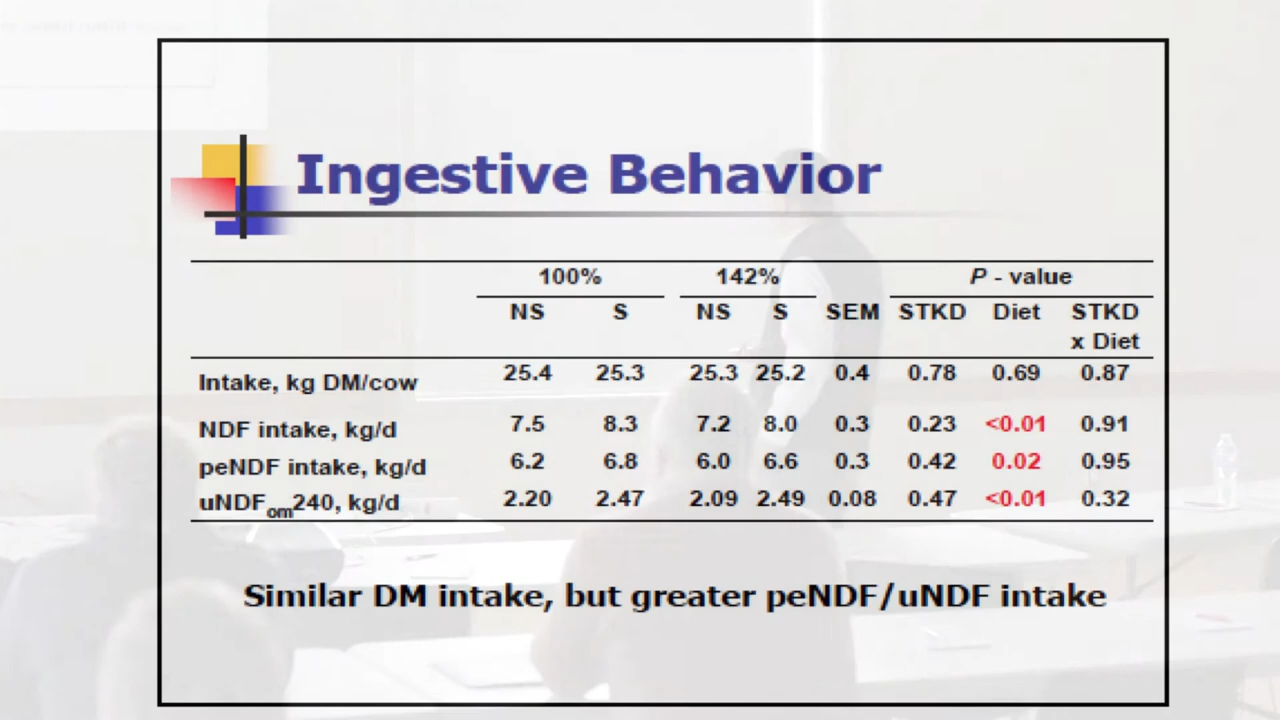 Ingestive Behavior
100% 142% P - value
NS S NS S SEM STKD Diet STKD x Diet
Intake, kg DM/cow 25.4 25.3 25.3 25.2 0.4 0.78 0.69 0.87
NDF intake, kg/d 7.5 8.3 7.2 8.0 0.3 0.23 <0.01 0.91
peNDF intake, kg/d 6.2 6.8 6.0 6.6 0.3 0.42 0.02 0.95
uNDFom240, kg/d 2.20 2.47 2.09 2.49 0.08 0.47 <0.01 0.32
Similar DM intake, but greater peNDF/uNDF intake